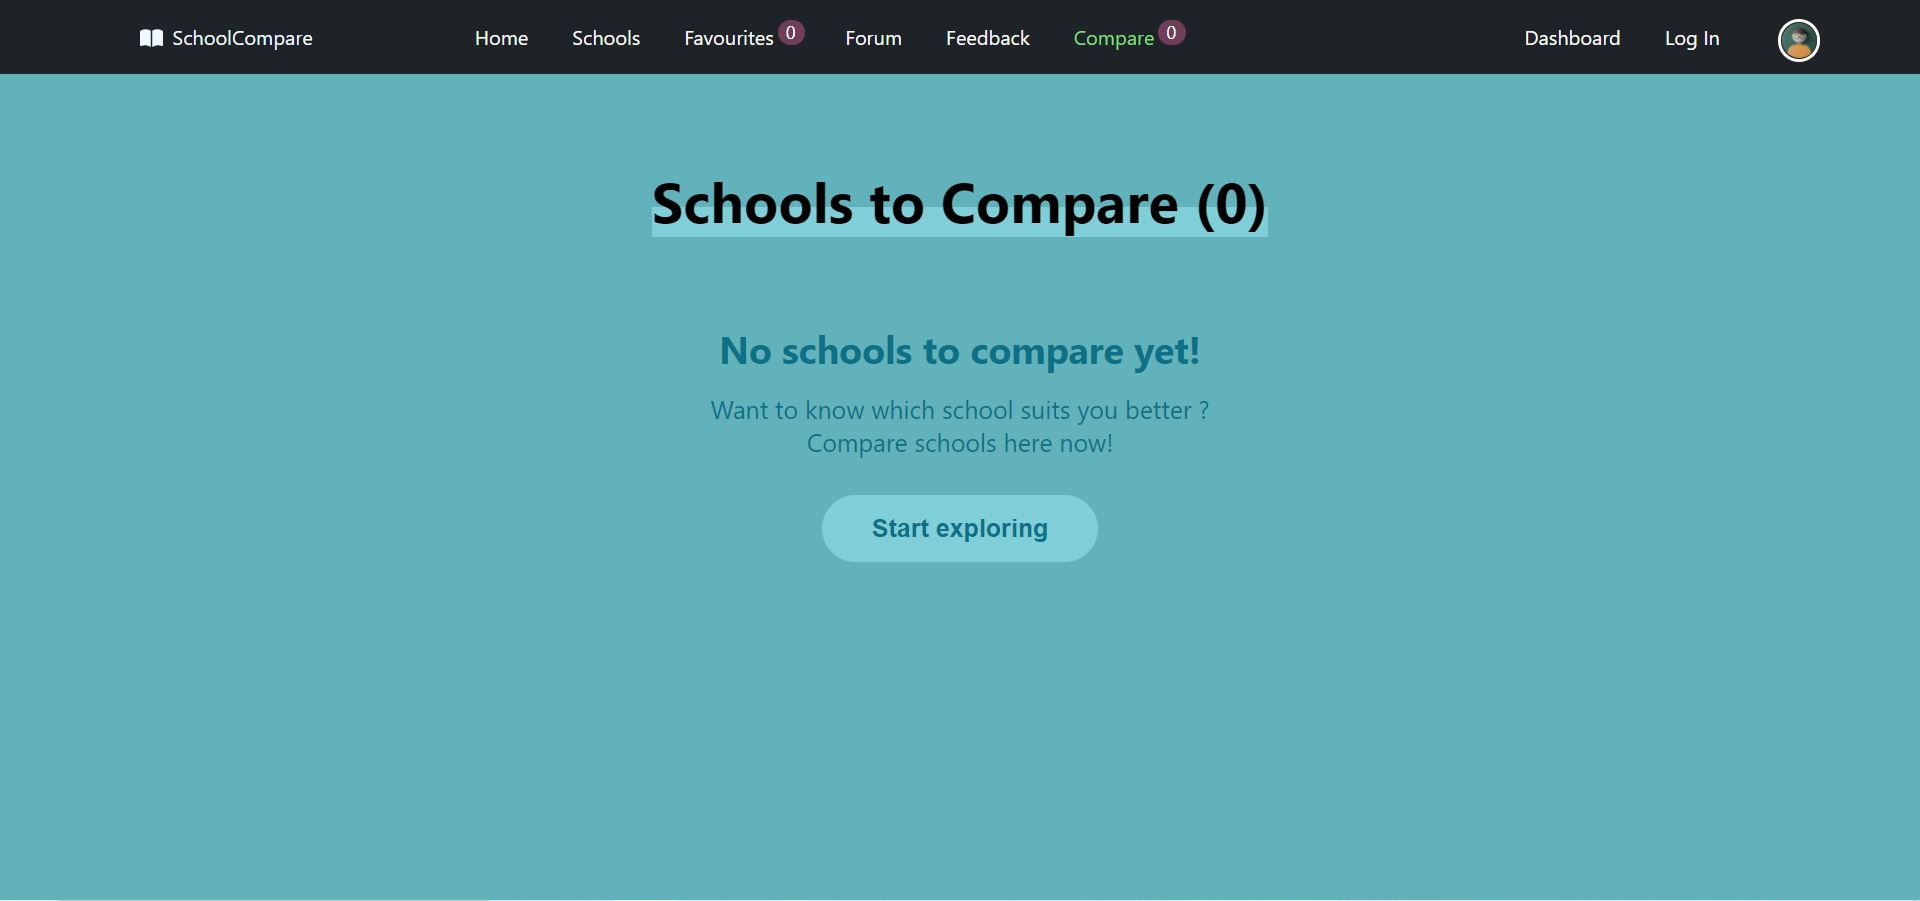 SchoolCompare Home Schools Favourites 0 Forum Feedback Compare 0 Dashboard Log In
Schools to Compare (0)
No schools to compare yet!
Want to know which school suits you better ?
Compare schools here now!
Start exploring